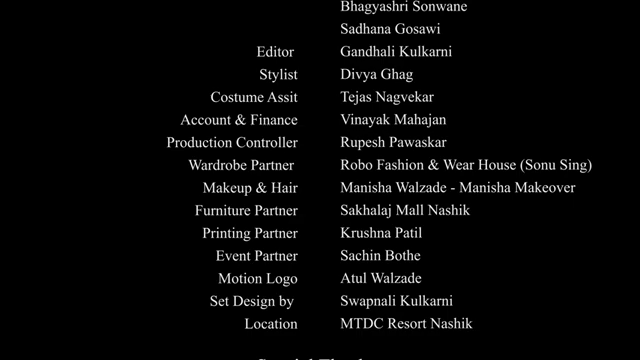 Bhagyashri Sonwane
Sadhana Gosawi
Editor Gandhali Kulkarni
Stylist Divya Ghag
Costume Assit Tejas Nagvekar
Account & Finance Vinayak Mahajan
Production Controller Rupesh Pawaskar
Wardrobe Partner Robo Fashion & Wear House (Sonu Sing)
Makeup & Hair Manisha Walzade - Manisha Makeover
Furniture Partner Sakhalaj Mall Nashik
Printing Partner Krushna Patil
Event Partner Sachin Bothe
Motion Logo Atul Walzade
Set Design by Swapnali Kulkarni
Location MTDC Resort Nashik